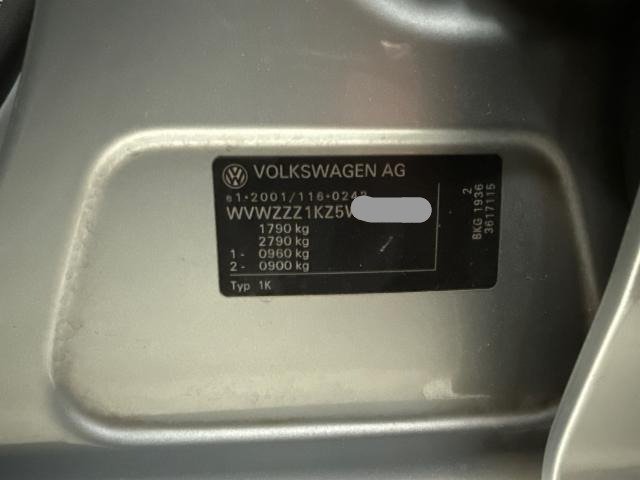 VOLKSWAGEN AG
e1*2001/116*0242
WVWZZZ1KZ5W
1790 kg
2790 kg
1 - 0960 kg
2 - 0900 kg
Typ 1K
2
BKG 1936
3617115